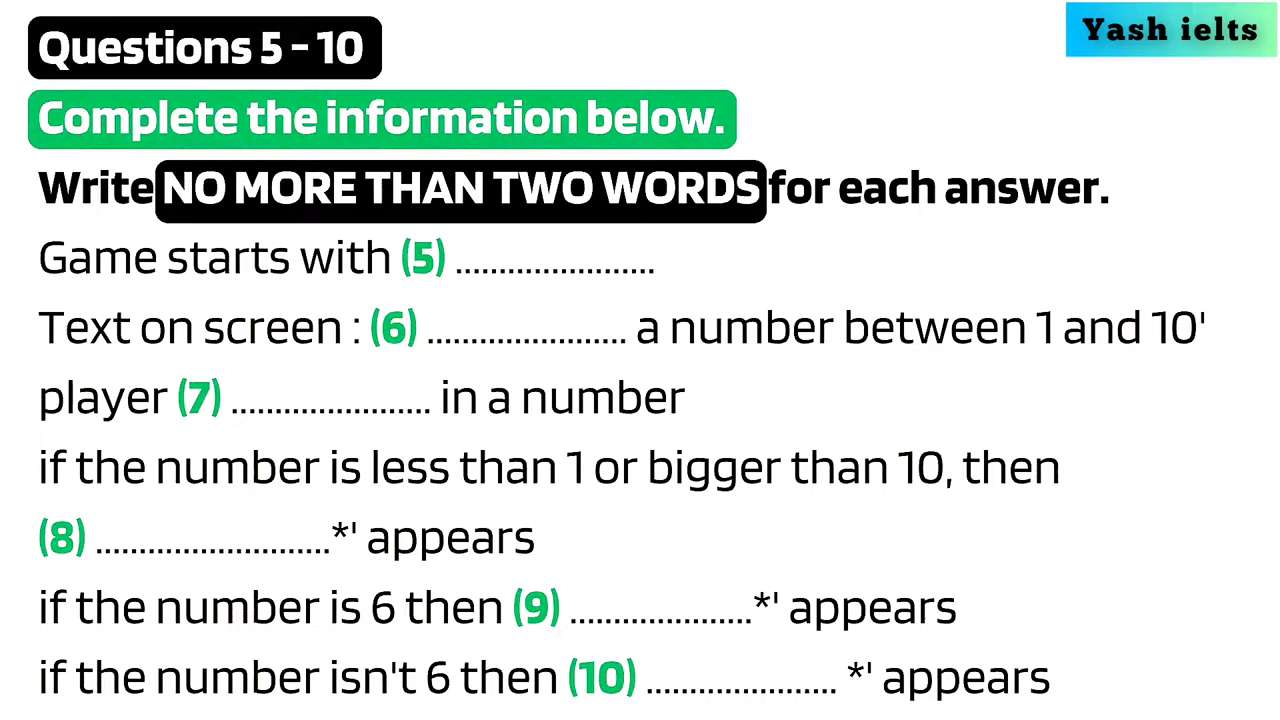 Yash ielts
Questions 5 - 10
Complete the information below.
Write NO MORE THAN TWO WORDS for each answer.
Game starts with (5) .......................
Text on screen : (6) ....................... a number between 1 and 10'
player (7) ....................... in a number
if the number is less than 1 or bigger than 10, then
(8) ...........................*' appears
if the number is 6 then (9) .....................*' appears
if the number isn't 6 then (10) ...................... *' appears